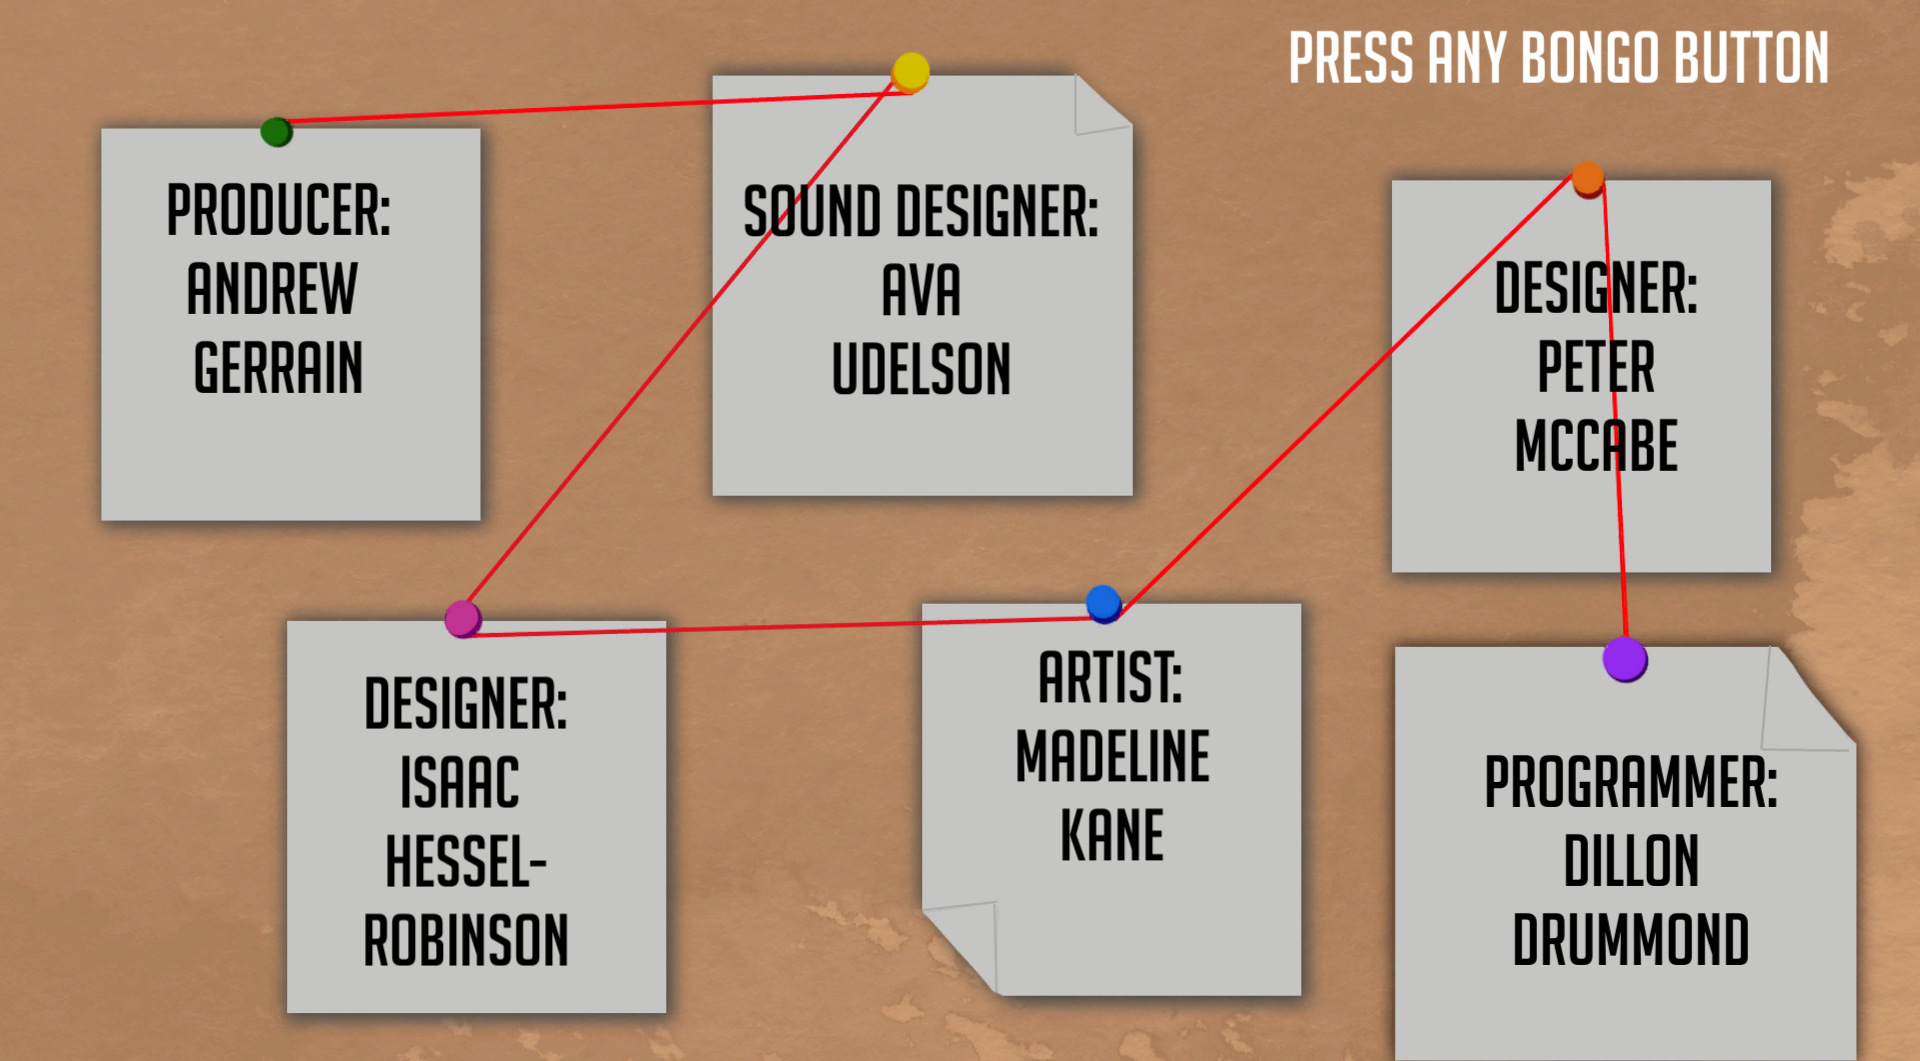 PRESS ANY BONGO BUTTON
PRODUCER:
ANDREW
GERRAIN
SOUND DESIGNER:
AVA
UDELSON
DESIGNER:
PETER
MCCABE
DESIGNER:
ISAAC
HESSEL-
ROBINSON
ARTIST:
MADELINE
KANE
PROGRAMMER:
DILLON
DRUMMOND